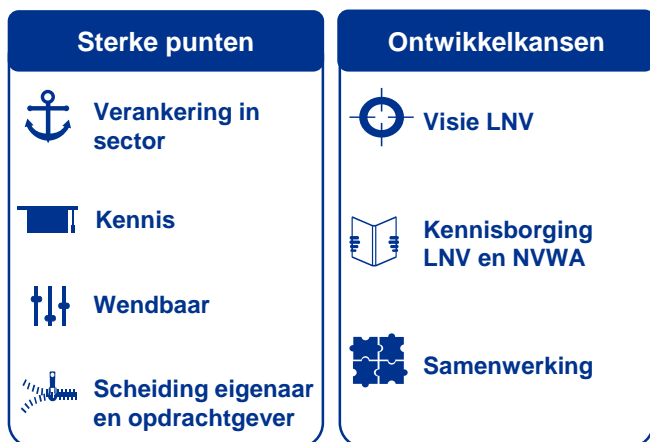 Sterke punten
Verankering in
sector
Kennis
Wendbaar
Scheiding eigenaar
en opdrachtgever
Ontwikkelkansen
Visie LNV
Kennisborging
LNV en NVWA
Samenwerking